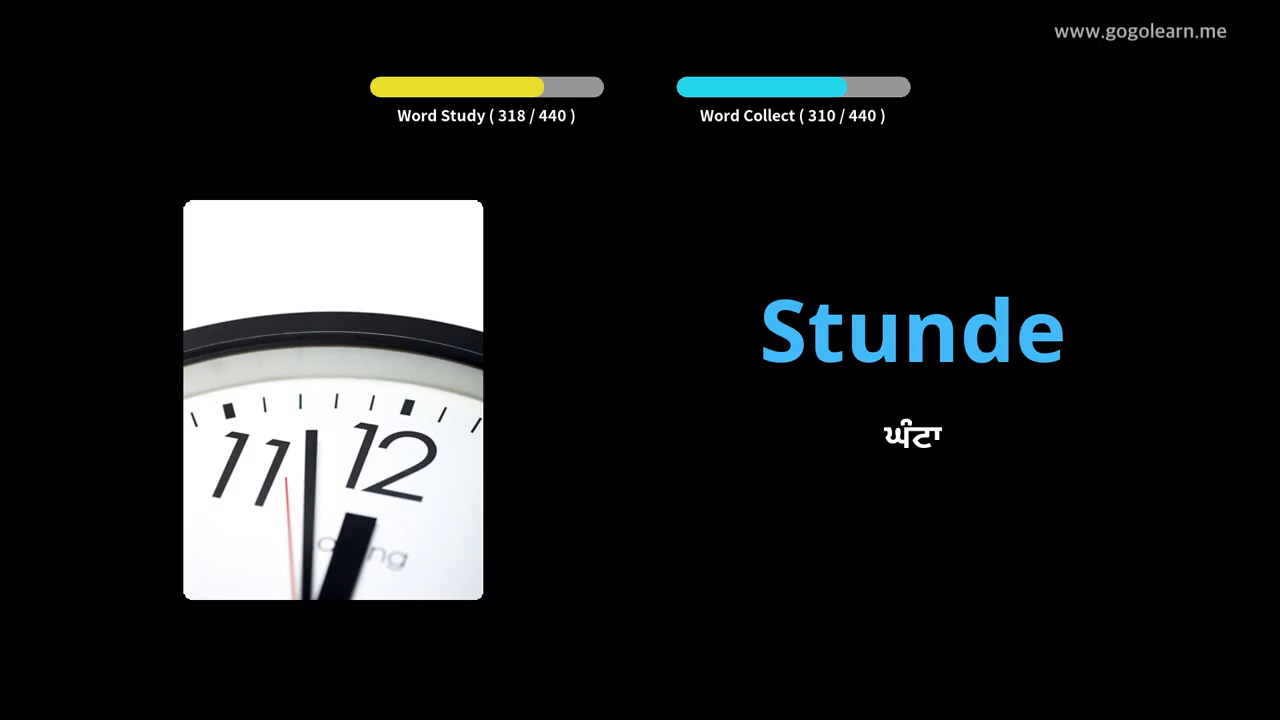 www.gogolearn.me
Word Study ( 318 / 440 )
Word Collect ( 310 / 440 )
Stunde
ਘੰਟਾ
11
12